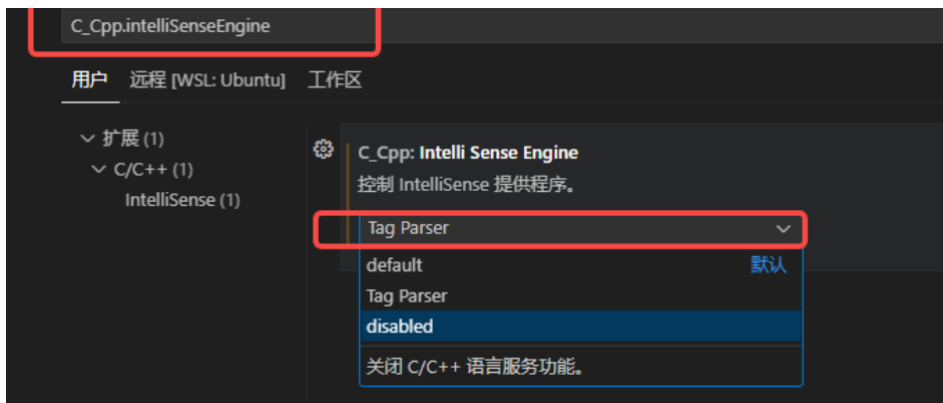 C_Cpp.intelliSenseEngine
用户 远程 [WSL: Ubuntu] 工作区
扩展 (1)
C/C++ (1)
IntelliSense (1)
C_Cpp: Intelli Sense Engine
控制 IntelliSense 提供程序。
Tag Parser
default 默认
Tag Parser
disabled
关闭 C/C++ 语言服务功能。